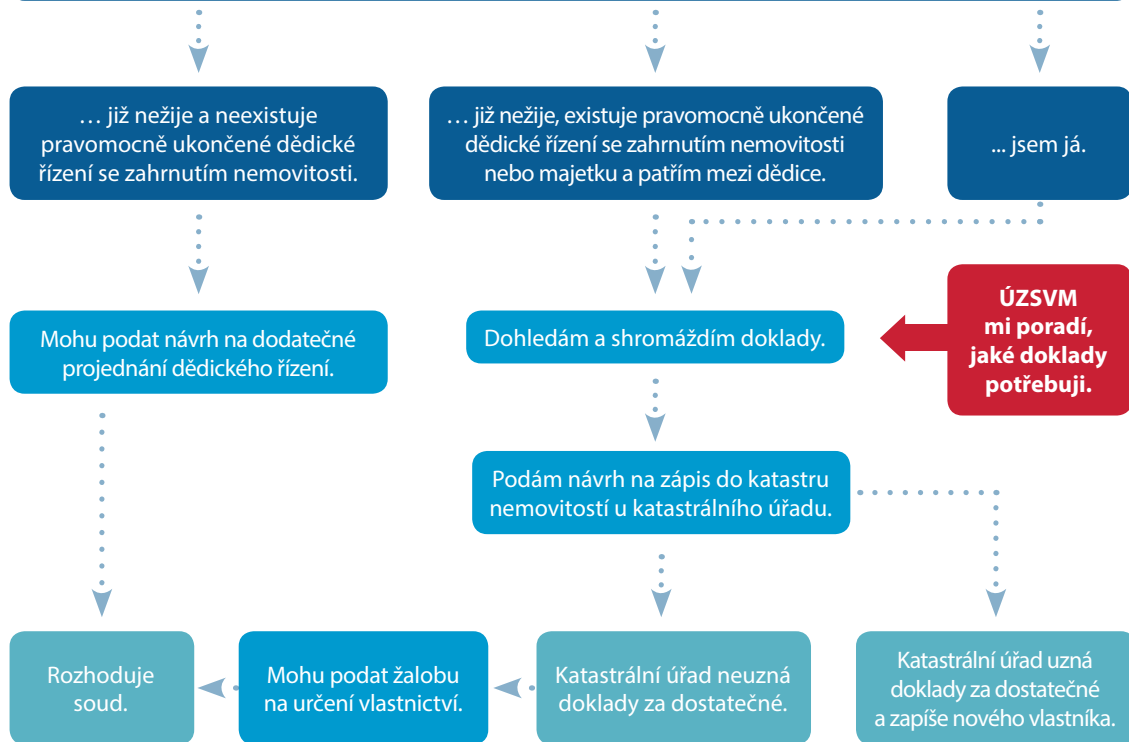 … již nežije a neexistuje
pravomocně ukončené dědické
řízení se zahrnutím nemovitosti.
… již nežije, existuje pravomocně ukončené
dědické řízení se zahrnutím nemovitosti
nebo majetku a patřím mezi dědice.
... jsem já.
Mohu podat návrh na dodatečné
projednání dědického řízení.
Dohledám a shromáždím doklady.
ÚZSVM
mi poradí,
jaké doklady
potřebuji.
Podám návrh na zápis do katastru
nemovitostí u katastrálního úřadu.
Rozhoduje
soud.
Mohu podat žalobu
na určení vlastnictví.
Katastrální úřad neuzná
doklady za dostatečné.
Katastrální úřad uzná
doklady za dostatečné
a zapíše nového vlastníka.